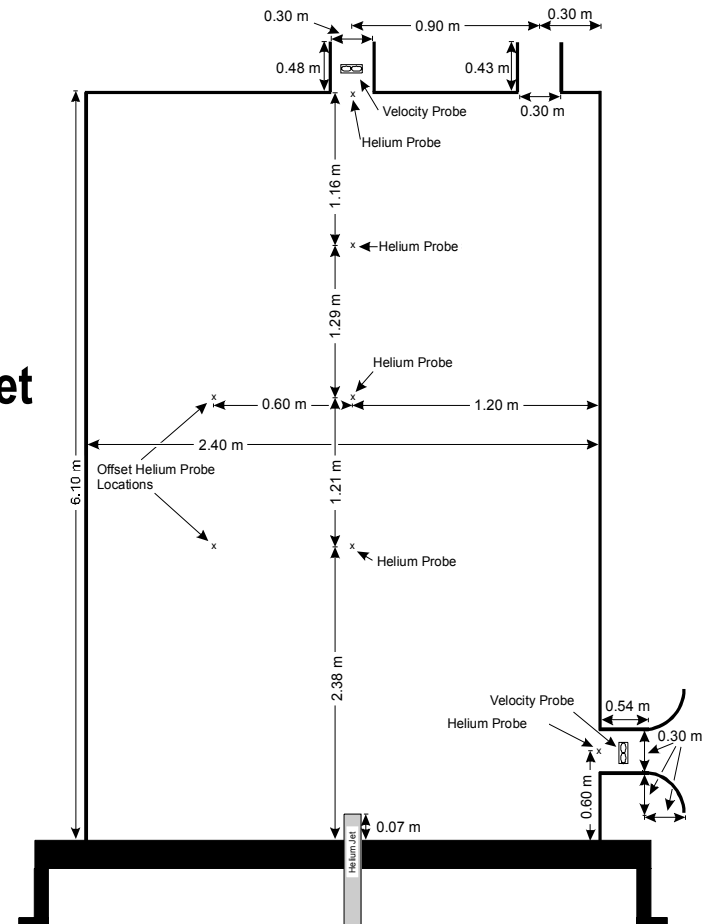 0.30 m
0.90 m
0.30 m
0.48 m
0.43 m
0.30 m
Velocity Probe
Helium Probe
1.16 m
Helium Probe
1.29 m
Helium Probe
et
0.60 m
1.20 m
2.40 m
Offset Helium Probe
Locations
6.10 m
1.21 m
Helium Probe
2.38 m
Velocity Probe
0.54 m
Helium Probe
0.30 m
0.60 m
0.07 m
Helium Jet